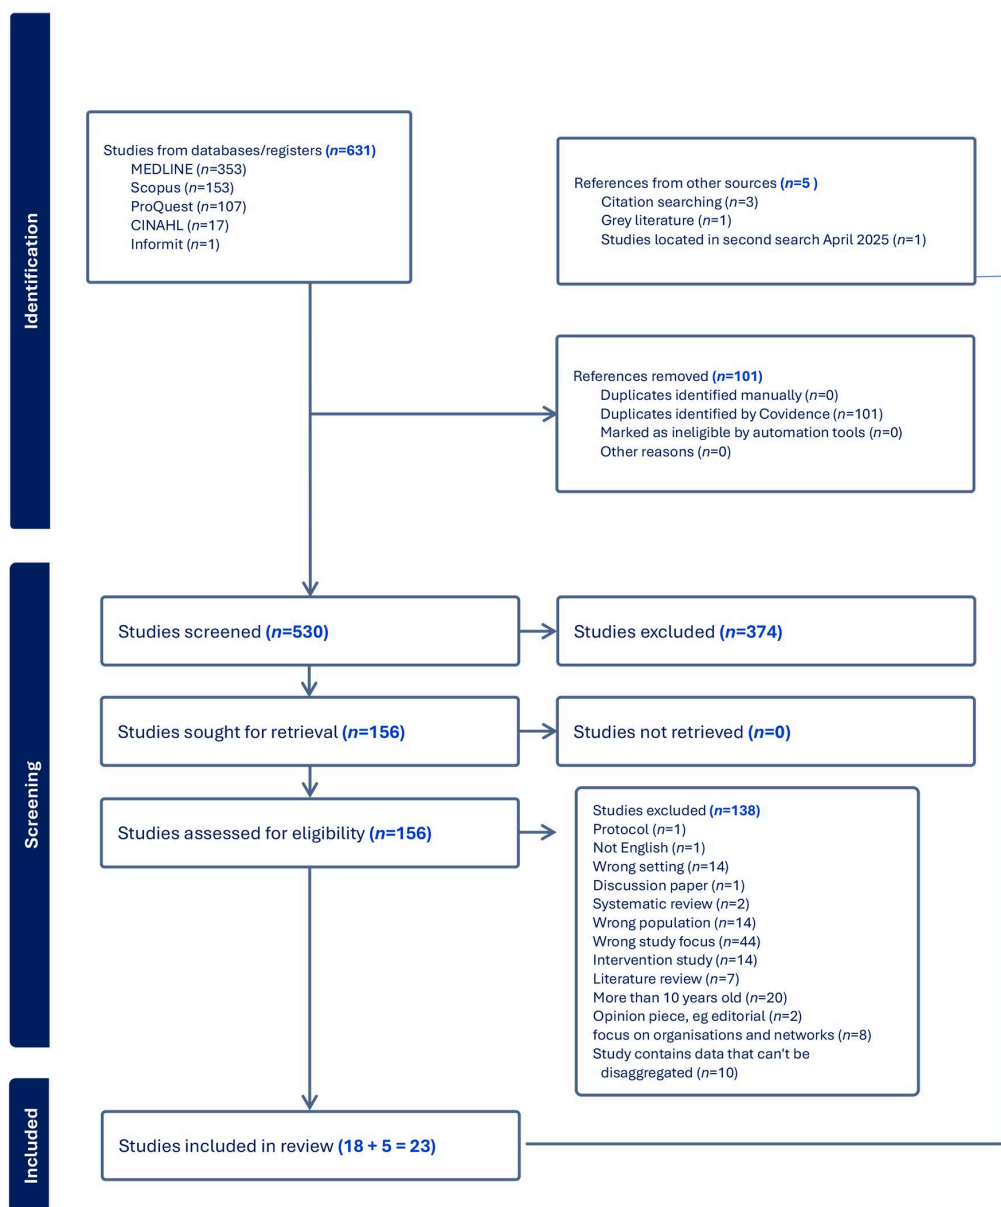 Identification
Studies from databases/registers (n=631)
MEDLINE (n=353)
Scopus (n=153)
ProQuest (n=107)
CINAHL (n=17)
Informit (n=1)
References from other sources (n=5 )
Citation searching (n=3)
Grey literature (n=1)
Studies located in second search April 2025 (n=1)
References removed (n=101)
Duplicates identified manually (n=0)
Duplicates identified by Covidence (n=101)
Marked as ineligible by automation tools (n=0)
Other reasons (n=0)
Screening
Studies screened (n=530)
Studies excluded (n=374)
Studies sought for retrieval (n=156)
Studies not retrieved (n=0)
Studies assessed for eligibility (n=156)
Studies excluded (n=138)
Protocol (n=1)
Not English (n=1)
Wrong setting (n=14)
Discussion paper (n=1)
Systematic review (n=2)
Wrong population (n=14)
Wrong study focus (n=44)
Intervention study (n=14)
Literature review (n=7)
More than 10 years old (n=20)
Opinion piece, eg editorial (n=2)
focus on organisations and networks (n=8)
Study contains data that can't be
disaggregated (n=10)
Included
Studies included in review (18 + 5 = 23)